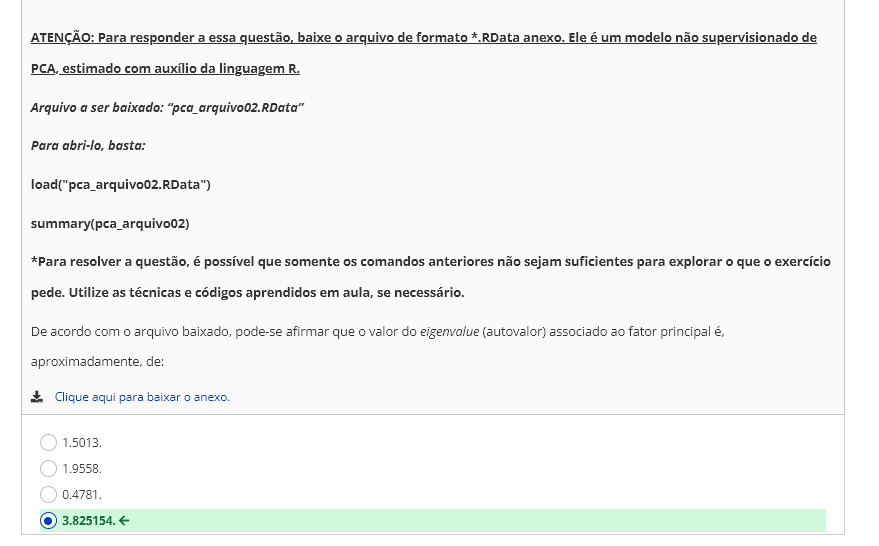 ATENÇÃO: Para responder a essa questão, baixe o arquivo de formato *.RData anexo. Ele é um modelo não supervisionado de
PCA, estimado com auxílio da linguagem R.
Arquivo a ser baixado: “pca_arquivo02.RData”
Para abri-lo, basta:
load("pca_arquivo02.RData")
summary(pca_arquivo02)
*Para resolver a questão, é possível que somente os comandos anteriores não sejam suficientes para explorar o que o exercício
pede. Utilize as técnicas e códigos aprendidos em aula, se necessário.
De acordo com o arquivo baixado, pode-se afirmar que o valor do eigenvalue (autovalor) associado ao fator principal é,
aproximadamente, de:
Clique aqui para baixar o anexo.
1.5013.
1.9558.
0.4781.
3.825154. ←